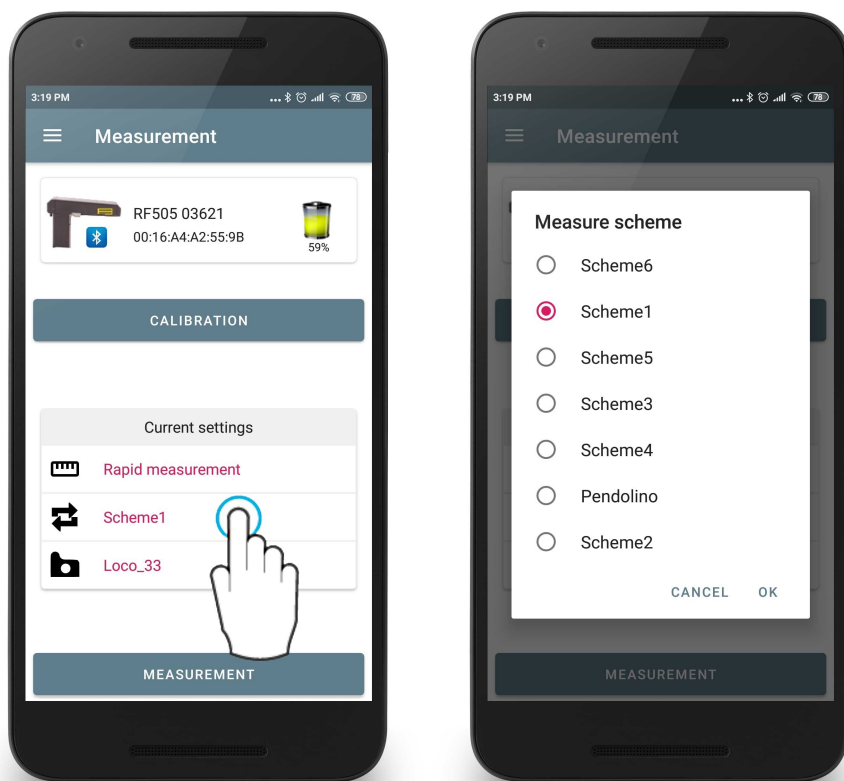 3:19 PM
78
Measurement
RF505 03621
00:16:A4:A2:55:9B
59%
CALIBRATION
Current settings
Rapid measurement
Scheme1
Loco_33
MEASUREMENT
3:19 PM
78
Measurement
Measure scheme
Scheme6
Scheme1
Scheme5
Scheme3
Scheme4
Pendolino
Scheme2
CANCEL OK
MEASUREMENT